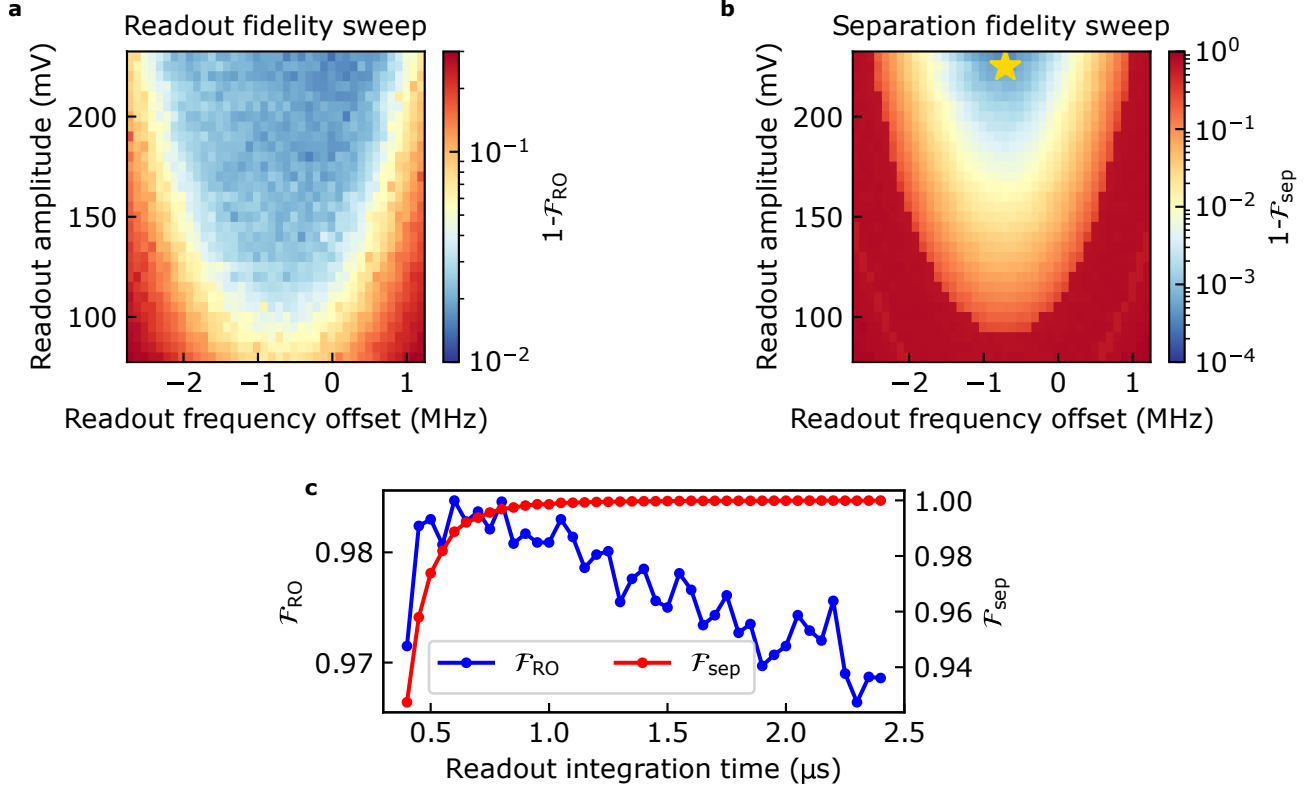 a
Readout fidelity sweep
Readout amplitude (mV)
200
150
100
−2 −1 0 1
Readout frequency offset (MHz)
10⁻¹
10⁻²
1-ℱRO
b
Separation fidelity sweep
Readout amplitude (mV)
200
150
100
−2 −1 0 1
Readout frequency offset (MHz)
10⁰
10⁻¹
10⁻²
10⁻³
10⁻⁴
1-ℱsep
c
ℱRO
0.98
0.97
ℱRO ℱsep
1.00
0.98
0.96
0.94
ℱsep
0.5 1.0 1.5 2.0 2.5
Readout integration time (μs)